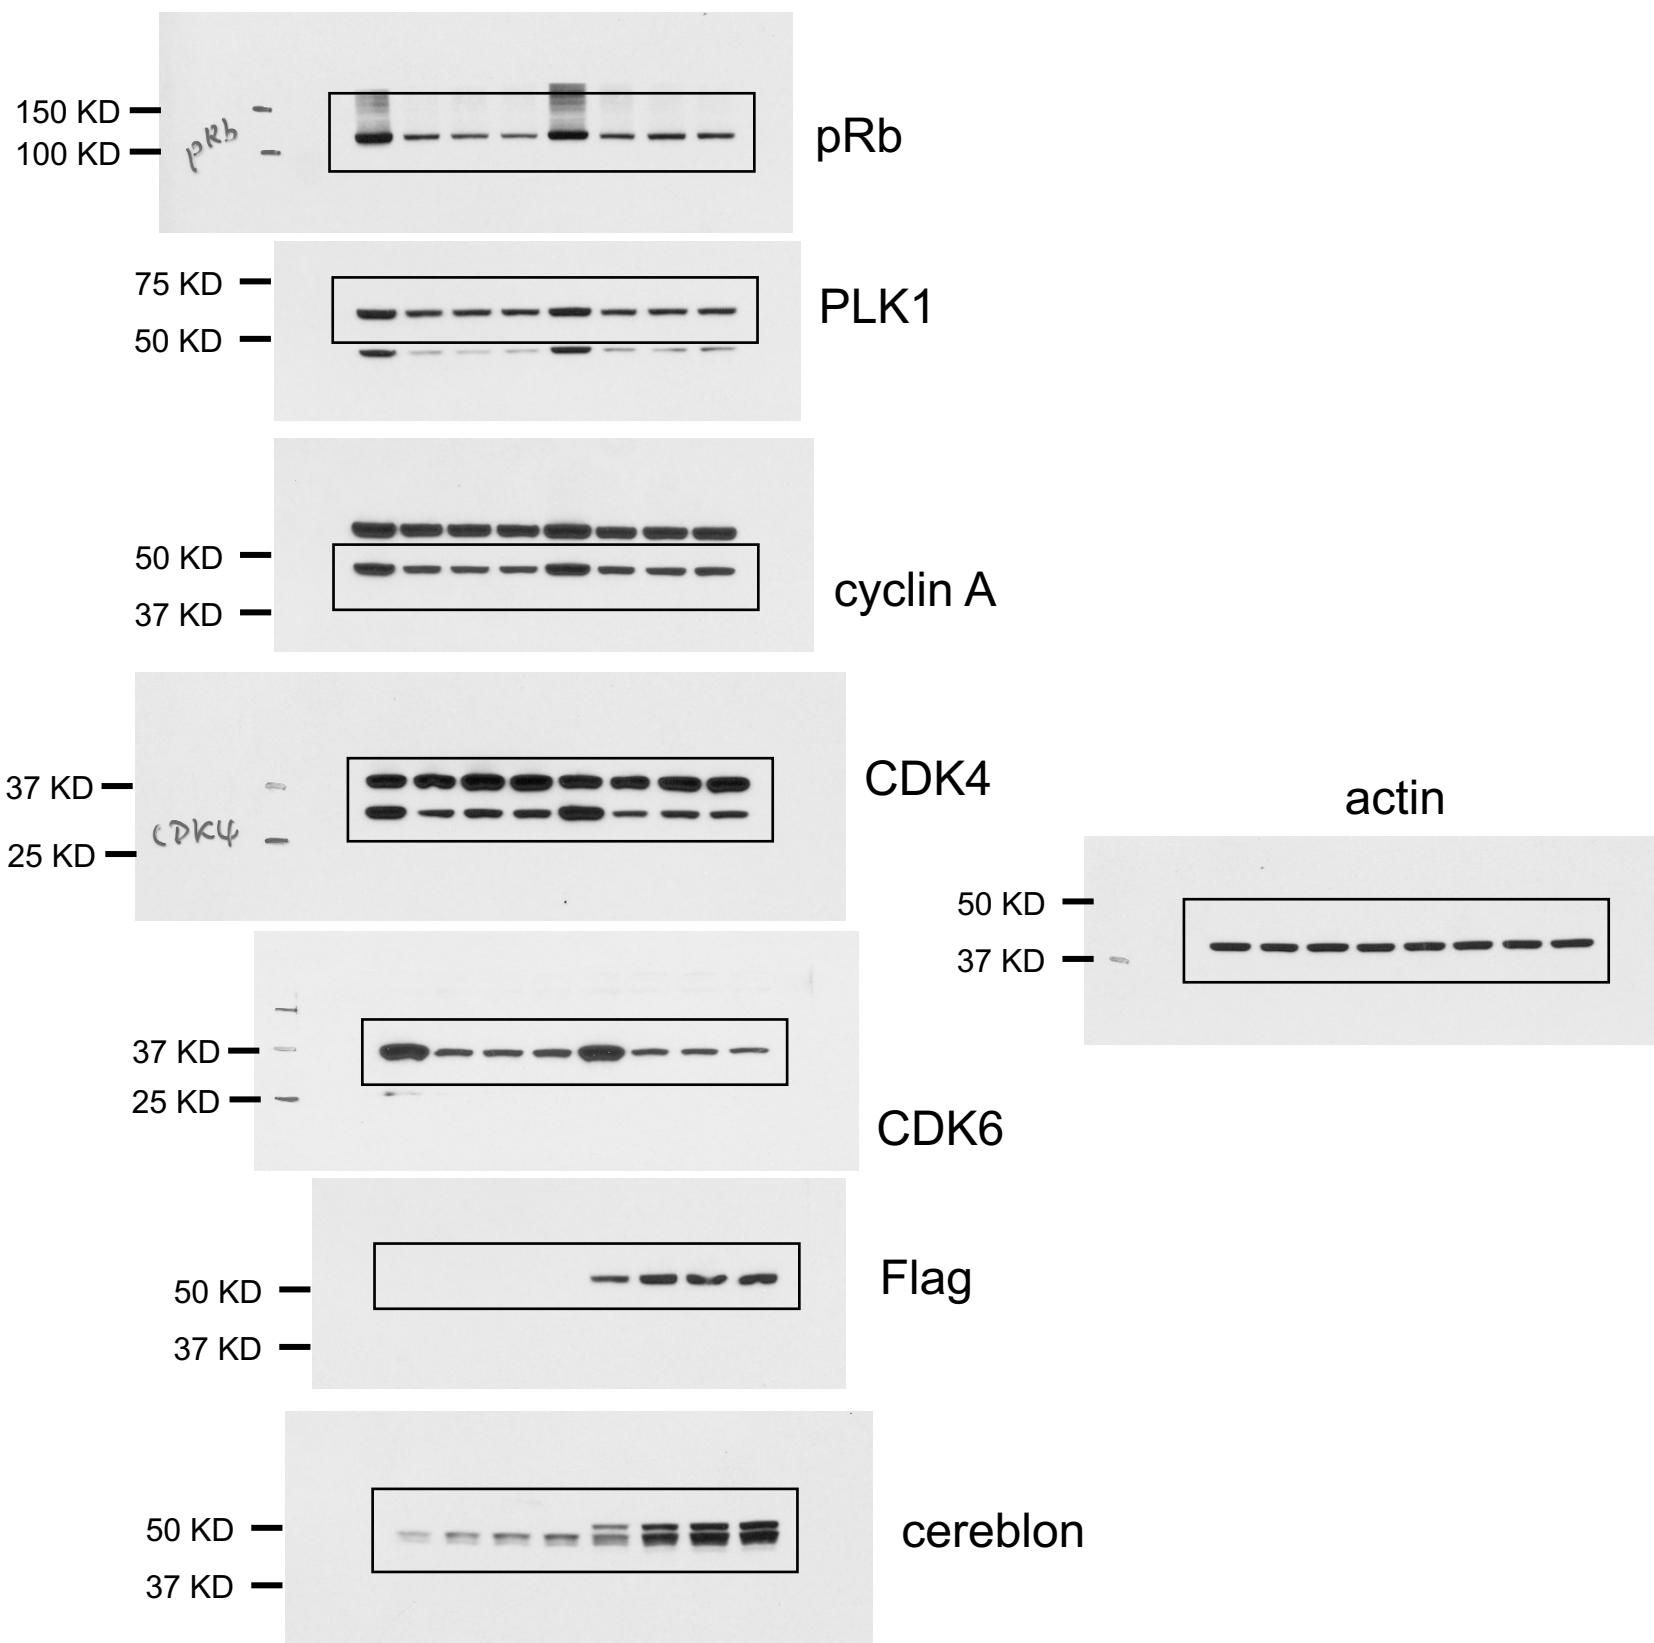 150 KD
100 KD
pRb
pRb
75 KD
50 KD
PLK1
50 KD
37 KD
cyclin A
37 KD
25 KD
CDK4
CDK4
actin
50 KD
37 KD
37 KD
25 KD
CDK6
50 KD
37 KD
Flag
50 KD
37 KD
cereblon